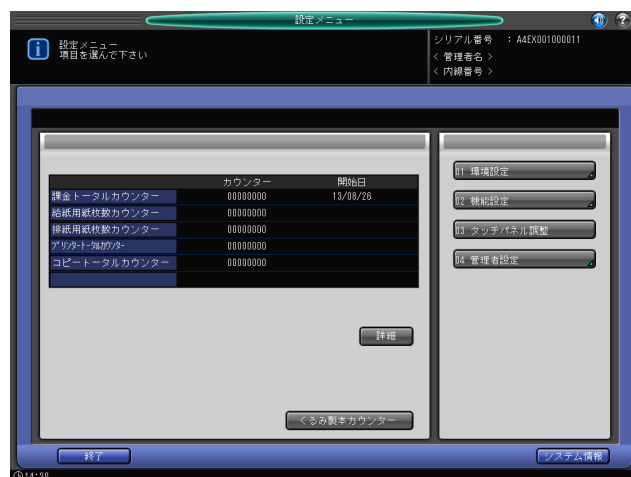 設定メニュー
設定メニュー
項目を選んで下さい
シリアル番号 : A4EX001000011
< 管理者名 >
< 内線番号 >
カウンター 開始日
課金トータルカウンター 00000000 13/08/26
給紙用紙枚数カウンター 00000000
排紙用紙枚数カウンター 00000000
プリンタートータルカウンター 00000000
コピートータルカウンター 00000000
詳細
くるみ製本カウンター
01 環境設定
02 機能設定
03 タッチパネル調整
04 管理者設定
終了
システム情報
14:20